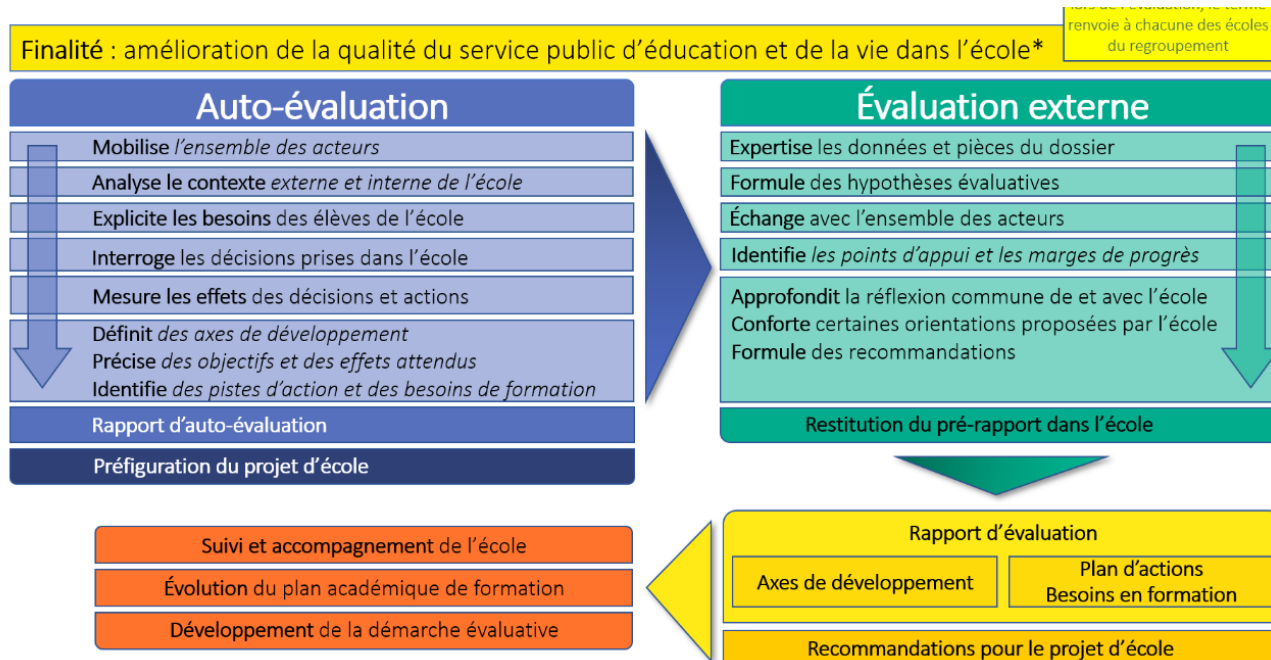 lors de l'évaluation, le terme
renvoie à chacune des écoles
du regroupement
Finalité : amélioration de la qualité du service public d'éducation et de la vie dans l'école*
Auto-évaluation
Mobilise l'ensemble des acteurs
Analyse le contexte externe et interne de l'école
Explicite les besoins des élèves de l'école
Interroge les décisions prises dans l'école
Mesure les effets des décisions et actions
Définit des axes de développement
Précise des objectifs et des effets attendus
Identifie des pistes d'action et des besoins de formation
Rapport d'auto-évaluation
Préfiguration du projet d'école
Évaluation externe
Expertise les données et pièces du dossier
Formule des hypothèses évaluatives
Échange avec l'ensemble des acteurs
Identifie les points d'appui et les marges de progrès
Approfondit la réflexion commune de et avec l'école
Conforte certaines orientations proposées par l'école
Formule des recommandations
Restitution du pré-rapport dans l'école
Rapport d'évaluation
Axes de développement
Plan d'actions
Besoins en formation
Recommandations pour le projet d'école
Suivi et accompagnement de l'école
Évolution du plan académique de formation
Développement de la démarche évaluative